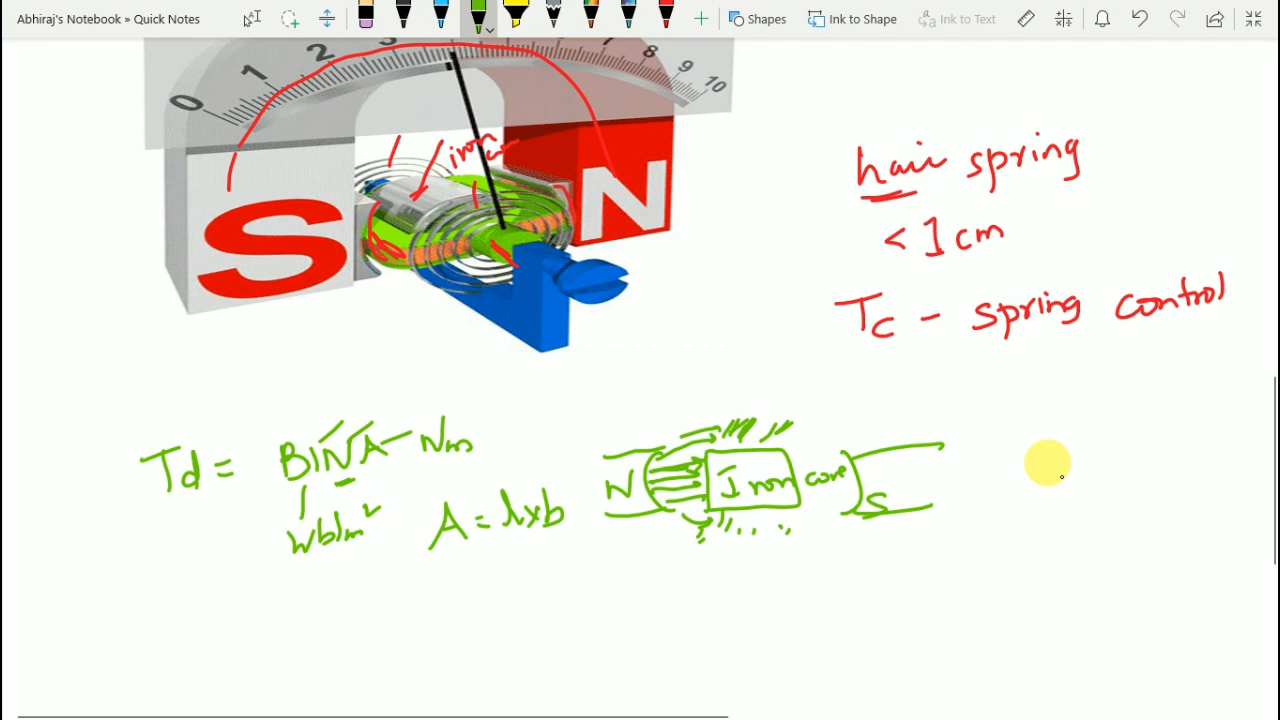 Abhiraj's Notebook » Quick Notes
Shapes
Ink to Shape
Ink to Text
0 1 2 3 7 8 9 10
iron
S
N
hair spring
< 1 cm
Tc - spring control
Td = BINA - Nm
wb/m²
A = l×b
N
Iron core
S